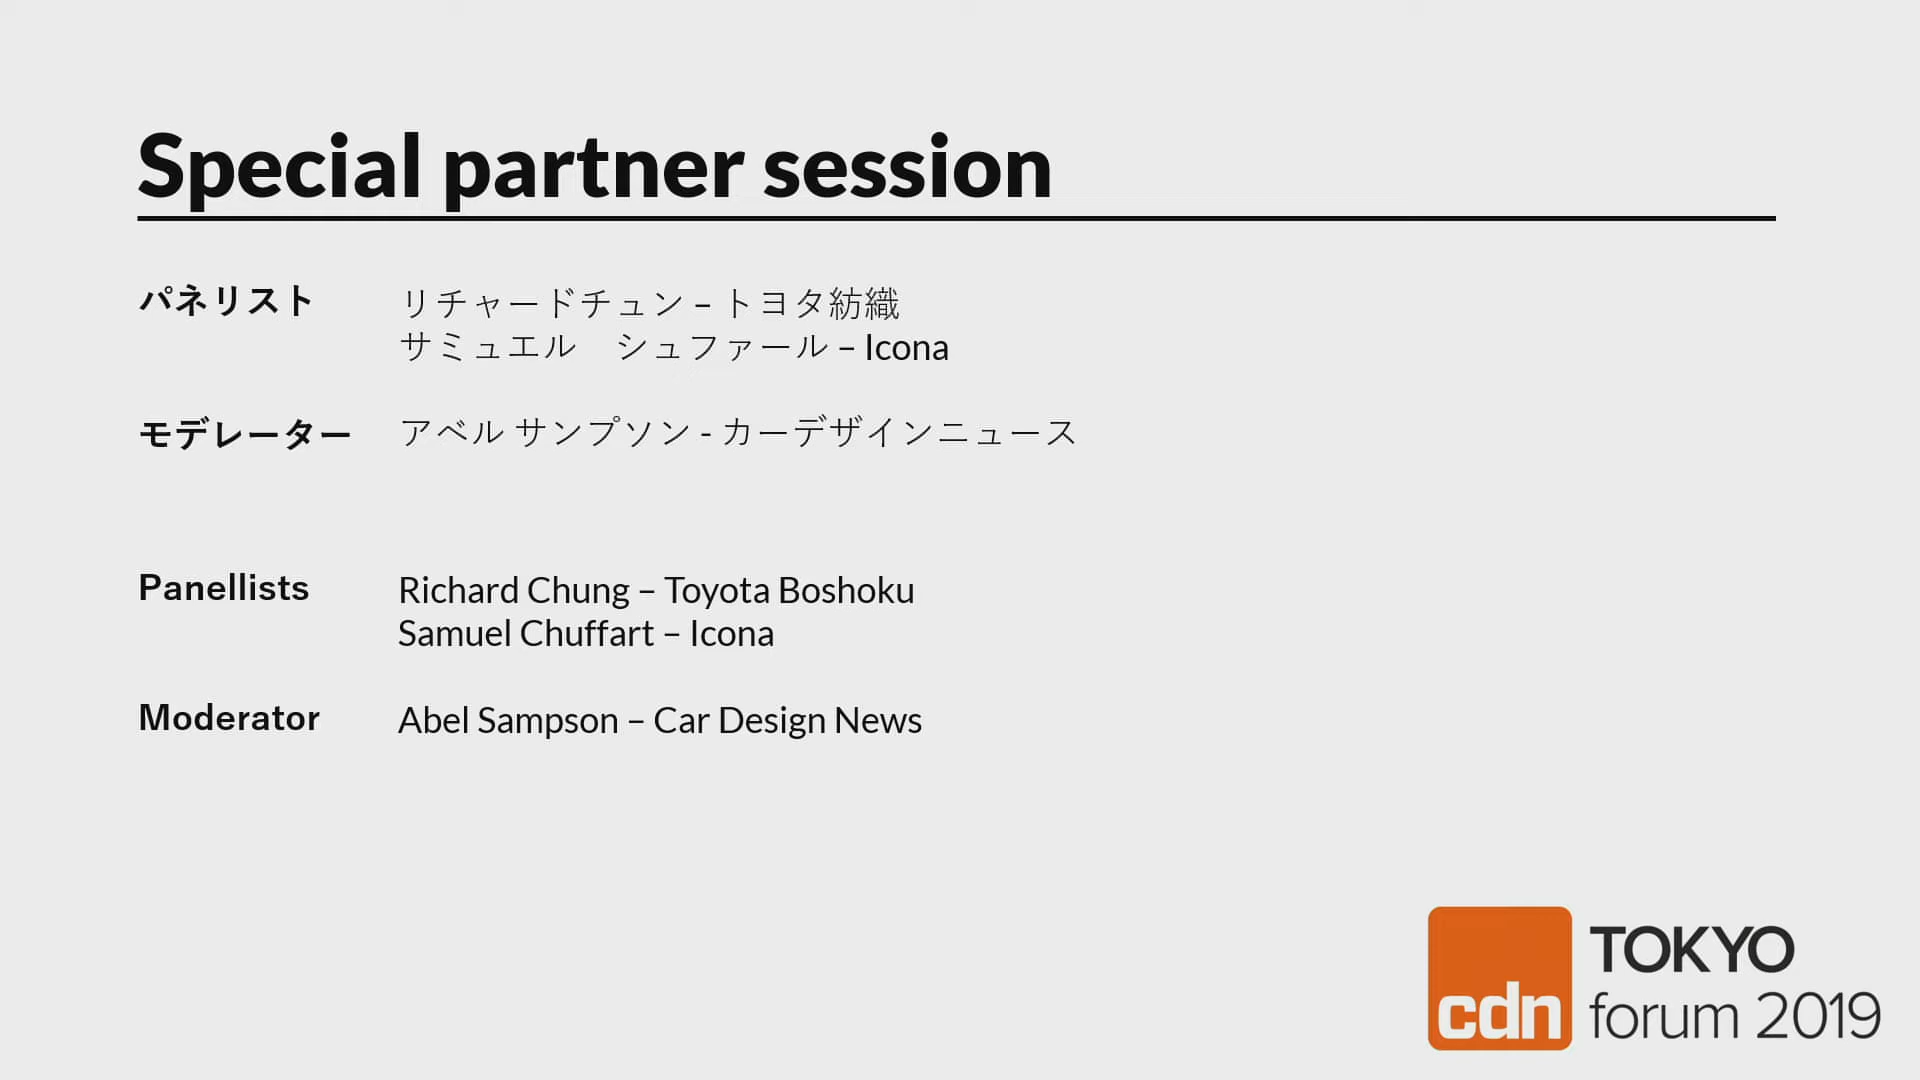 Special partner session
パネリスト リチャードチュン – トヨタ紡織
サミュエル　シュファール – Icona
モデレーター アベル サンプソン - カーデザインニュース
Panellists Richard Chung – Toyota Boshoku
Samuel Chuffart – Icona
Moderator Abel Sampson – Car Design News
cdn TOKYO
forum 2019